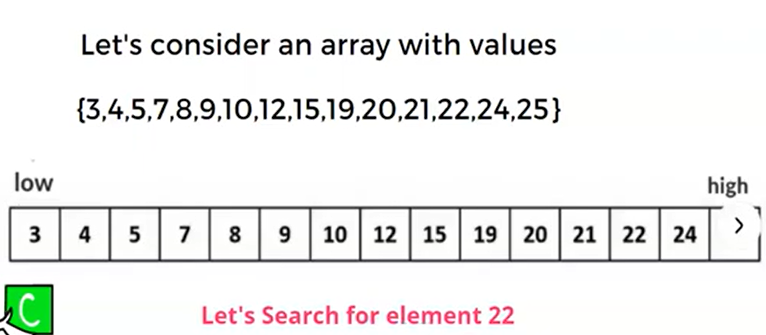 Let's consider an array with values
{3,4,5,7,8,9,10,12,15,19,20,21,22,24,25}
low high
3 4 5 7 8 9 10 12 15 19 20 21 22 24 >
C
Let's Search for element 22